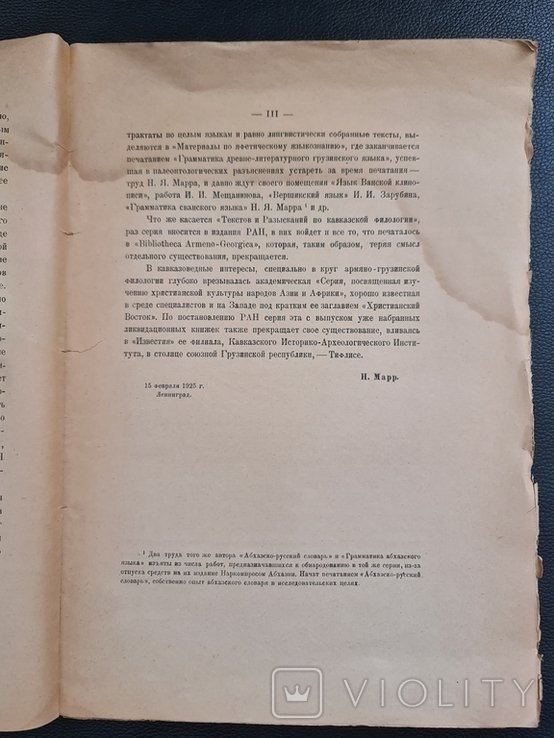 — III —
трактаты по целым языкам и равно лингвистически собранные тексты, вы-
деляются в «Материалы по яфетическому языкознанию», где заканчивается
печатанием «Грамматика древне-литературного грузинского языка», успев-
шая в палеонтологических разъяснениях устареть за время печатания —
труд Н. Я. Марра, и давно ждут своего помещения «Язык Ванской клино-
писи», работа И. И. Мещанинова, «Вершикский язык» И. И. Зарубина,
«Грамматика сванского языка» Н. Я. Марра 1 и др.
Что же касается «Текстов и Разысканий по кавказской филологии»,
раз серия вносится в издания РАН, в них войдет и все то, что печаталось
в «Bibliotheca Armeno-Georgica», которая, таким образом, теряя смысл
отдельного существования, прекращается.
В кавказоведные интересы, специально в круг армяно-грузинской
филологии глубоко врезывалась академическая «Серия, посвященная изу-
чению христианской культуры народов Азии и Африки», хорошо известная
в среде специалистов и на Западе под кратким ее заглавием «Христианский
Восток». По постановлению РАН серия эта с выпуском уже набранных
ликвидационных книжек также прекращает свое существование, вливаясь
в «Известия» ее филиала, Кавказского Историко-Археологического Инсти-
тута, в столице союзной Грузинской республики, — Тифлисе.
Н. Марр.
15 февраля 1925 г.
Ленинград.
1 Два труда того же автора «Абхазско-русский словарь» и «Грамматика абхазского
языка» изъяты из числа работ, предназначавшихся к обнародованию в той же серии, из-за
отпуска средств на их издание Наркомпросом Абхазии. Начат печатанием «Абхазско-русский
словарь», собственно опыт абхазского словаря в исследовательских целях.
VIOLITY